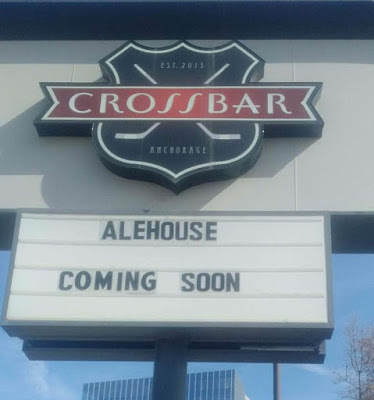 EST. 2013
CROSSBAR
ANCHORAGE
ALEHOUSE
COMING SOON